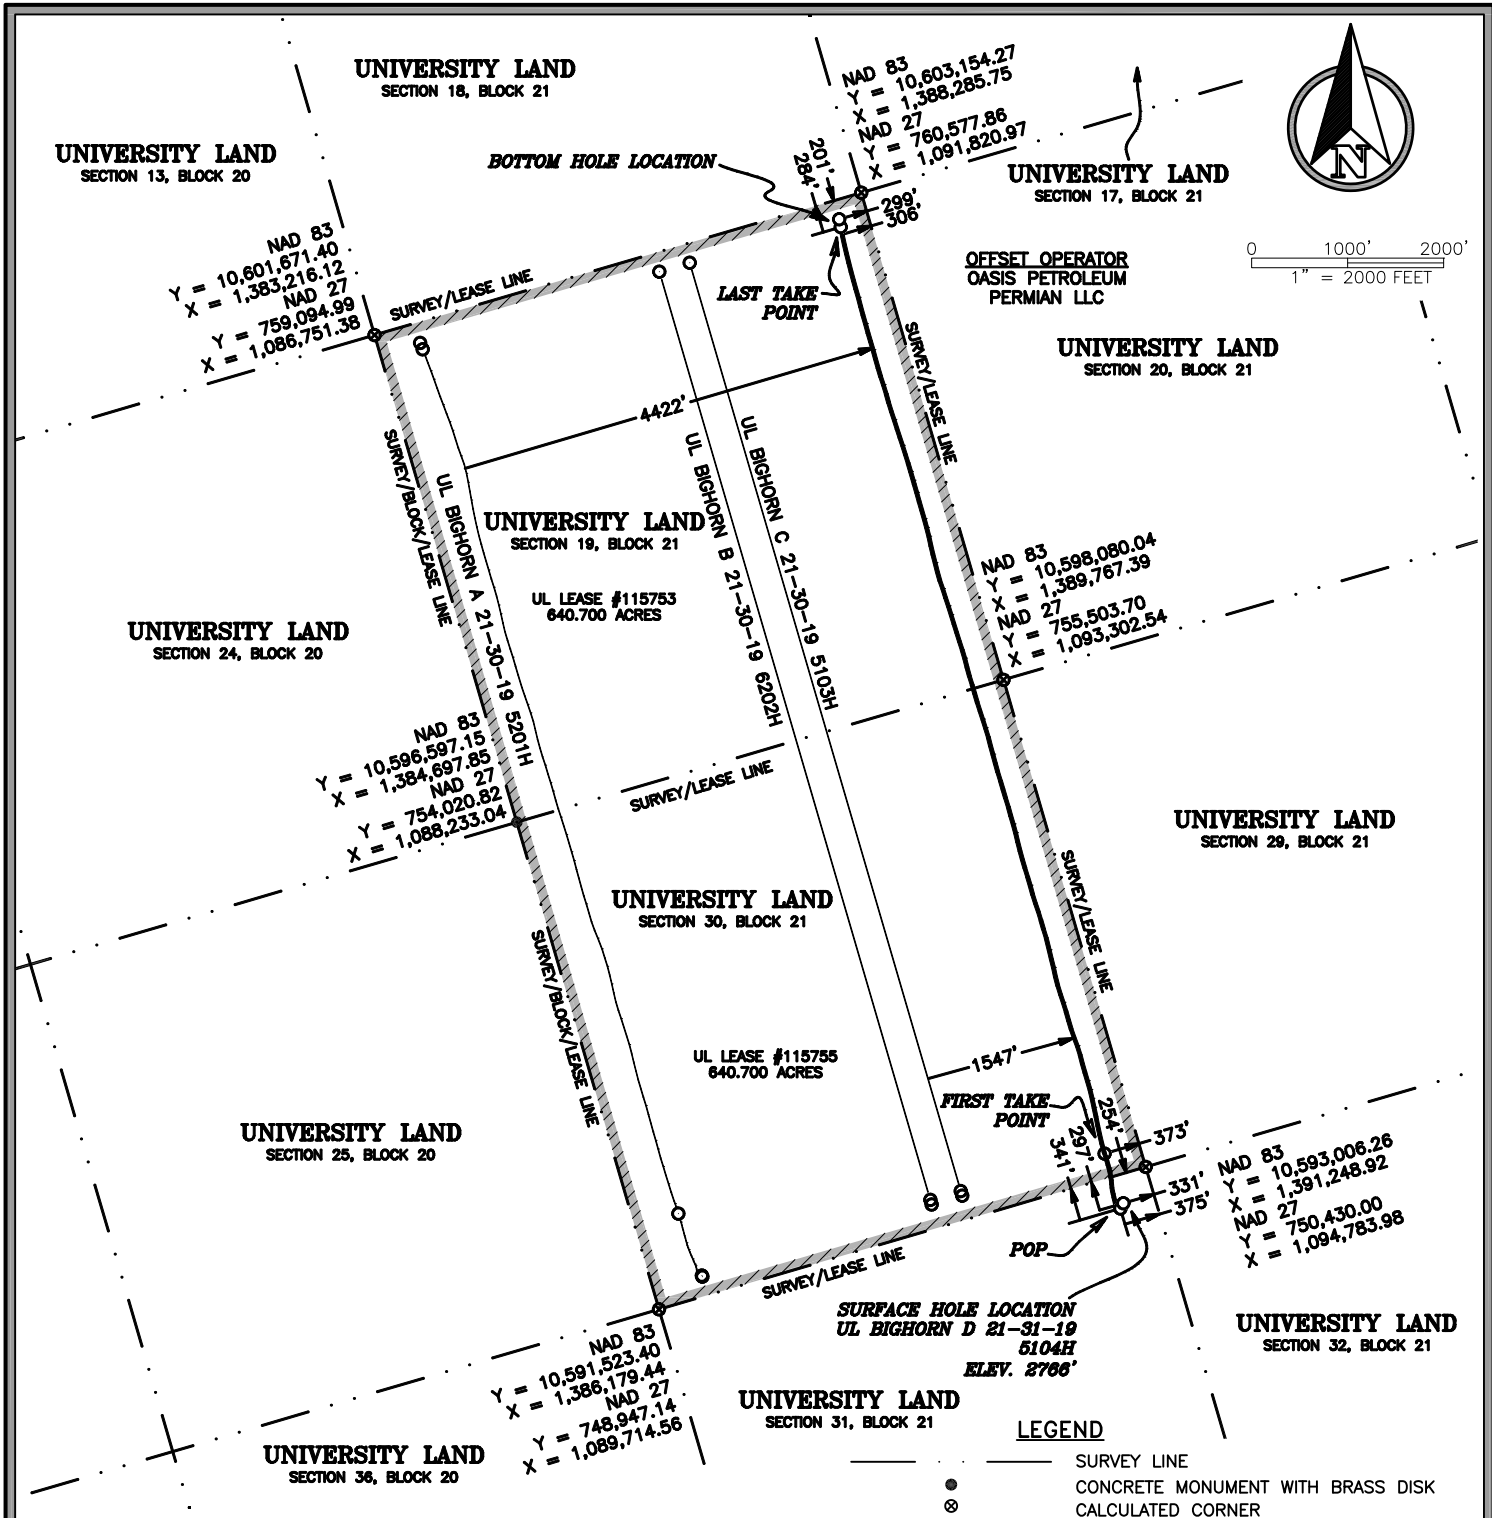 UNIVERSITY LAND
SECTION 18, BLOCK 21
NAD 83
Y = 10,603,154.27
X = 1,388,285.75
NAD 27
Y = 760,577.86
X = 1,091,820.97
UNIVERSITY LAND
SECTION 13, BLOCK 20
BOTTOM HOLE LOCATION
201'
284'
299'
306'
UNIVERSITY LAND
SECTION 17, BLOCK 21
N
NAD 83
Y = 10,601,671.40
X = 1,383,216.12
NAD 27
Y = 759,094.99
X = 1,086,751.38
SURVEY/LEASE LINE
LAST TAKE
POINT
OFFSET OPERATOR
OASIS PETROLEUM
PERMIAN LLC
0 1000' 2000'
1" = 2000 FEET
UNIVERSITY LAND
SECTION 20, BLOCK 21
SURVEY/LEASE LINE
4422'
SURVEY/BLOCK/LEASE LINE
UL BIGHORN A 21-30-19 5201H
UL BIGHORN B 21-30-19 6202H
UL BIGHORN C 21-30-19 5103H
UNIVERSITY LAND
SECTION 19, BLOCK 21
UL LEASE #115753
640.700 ACRES
NAD 83
Y = 10,598,080.04
X = 1,389,767.39
NAD 27
Y = 755,503.70
X = 1,093,302.54
UNIVERSITY LAND
SECTION 24, BLOCK 20
NAD 83
Y = 10,596,597.15
X = 1,384,697.85
NAD 27
Y = 754,020.82
X = 1,088,233.04
SURVEY/LEASE LINE
UNIVERSITY LAND
SECTION 29, BLOCK 21
SURVEY/LEASE LINE
UNIVERSITY LAND
SECTION 30, BLOCK 21
SURVEY/BLOCK/LEASE LINE
UL LEASE #115755
640.700 ACRES
1547'
FIRST TAKE
POINT
254'
297'
341'
373'
331'
375'
UNIVERSITY LAND
SECTION 25, BLOCK 20
NAD 83
Y = 10,593,006.26
X = 1,391,248.92
NAD 27
Y = 750,430.00
X = 1,094,783.98
POP
SURVEY/LEASE LINE
SURFACE HOLE LOCATION
UL BIGHORN D 21-31-19
5104H
ELEV. 2766'
UNIVERSITY LAND
SECTION 32, BLOCK 21
NAD 83
Y = 10,591,523.40
X = 1,386,179.44
NAD 27
Y = 748,947.14
X = 1,089,714.56
UNIVERSITY LAND
SECTION 31, BLOCK 21
UNIVERSITY LAND
SECTION 36, BLOCK 20
LEGEND
SURVEY LINE
CONCRETE MONUMENT WITH BRASS DISK
CALCULATED CORNER